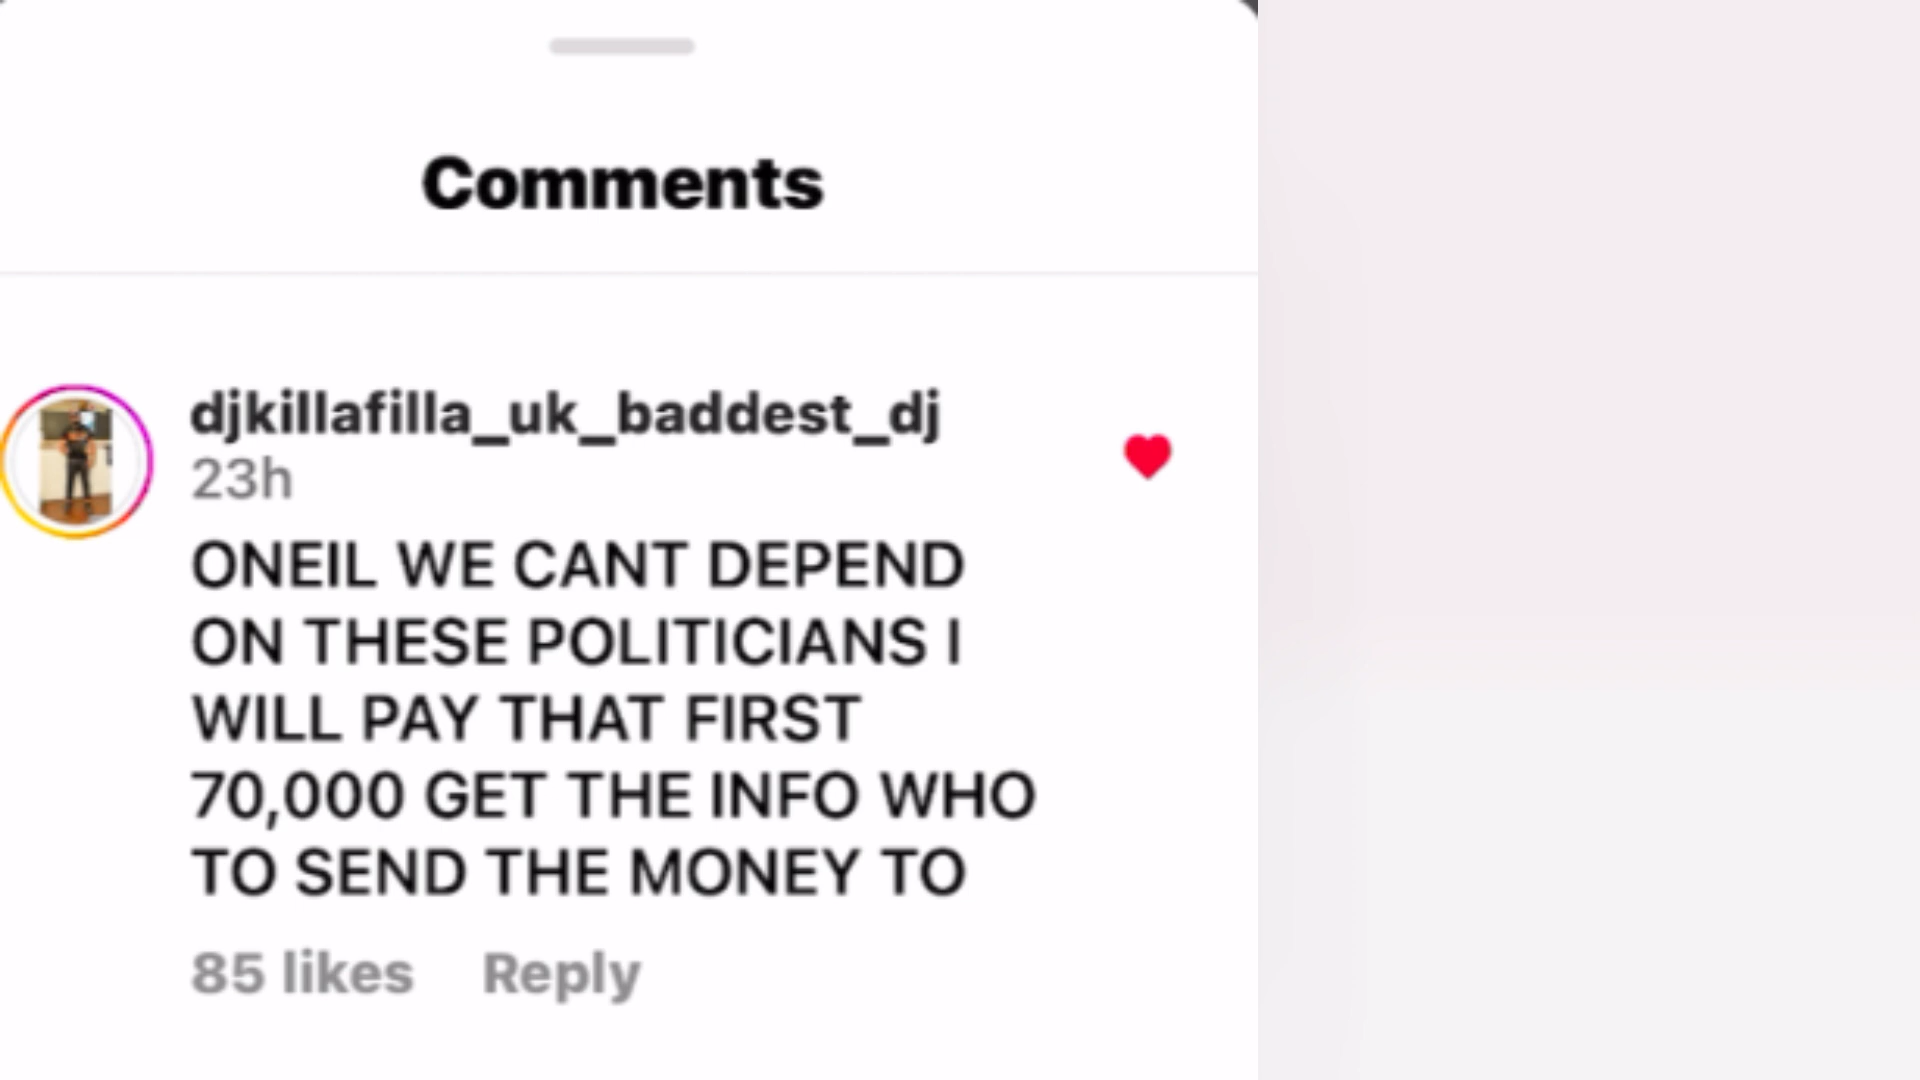 Comments
djkillafilla_uk_baddest_dj
23h
ONEIL WE CANT DEPEND
ON THESE POLITICIANS I
WILL PAY THAT FIRST
70,000 GET THE INFO WHO
TO SEND THE MONEY TO
85 likes Reply